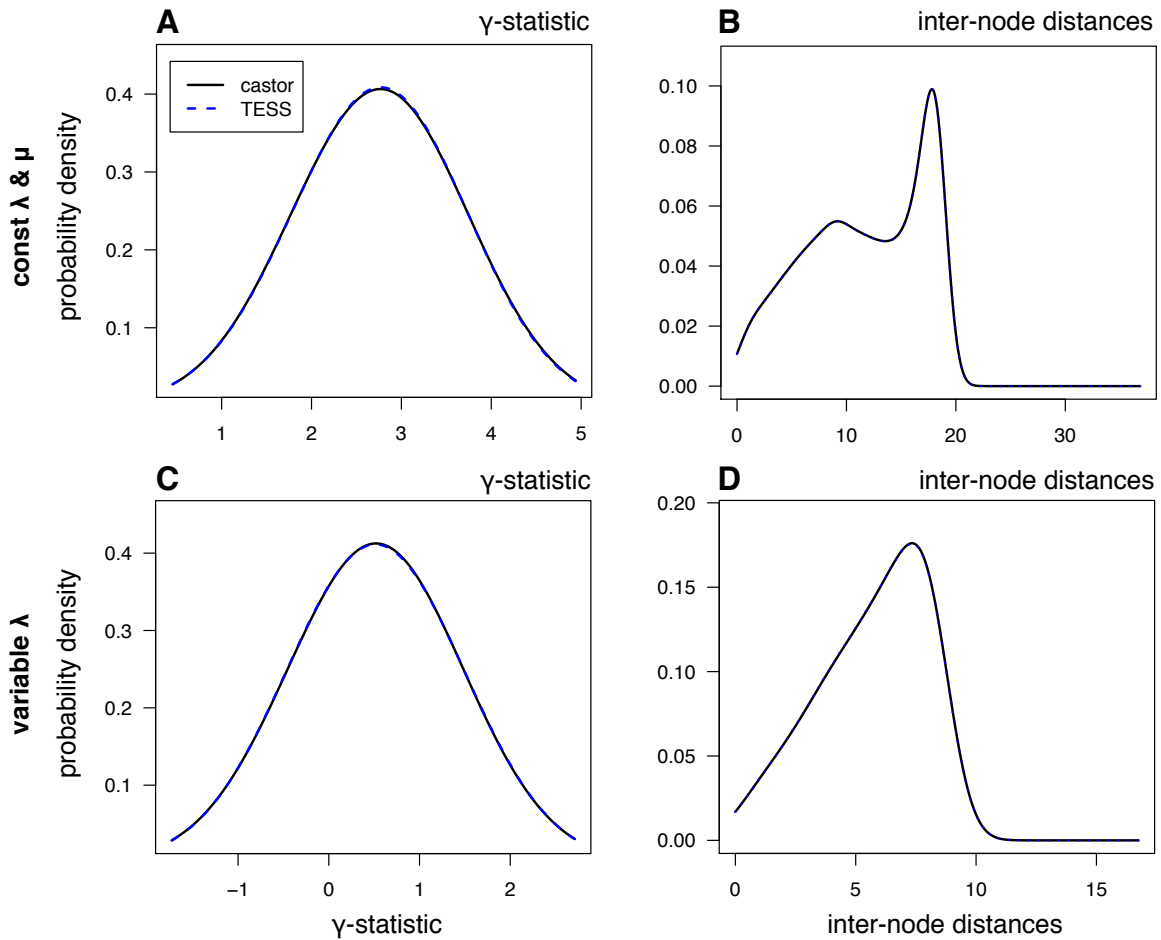 A γ-statistic
castor
TESS
const λ & μ
probability density
0.4
0.3
0.2
0.1
1 2 3 4 5
B inter-node distances
0.10
0.08
0.06
0.04
0.02
0.00
0 10 20 30
C γ-statistic
variable λ
probability density
0.4
0.3
0.2
0.1
−1 0 1 2
γ-statistic
D inter-node distances
0.20
0.15
0.10
0.05
0.00
0 5 10 15
inter-node distances